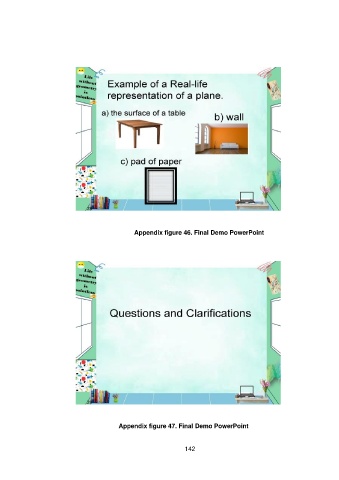 Life
without
geometry
is
pointless
Example of a Real-life
representation of a plane.
a) the surface of a table
b) wall
c) pad of paper
Appendix figure 46. Final Demo PowerPoint
Life
without
geometry
is
pointless
Questions and Clarifications
Appendix figure 47. Final Demo PowerPoint
142